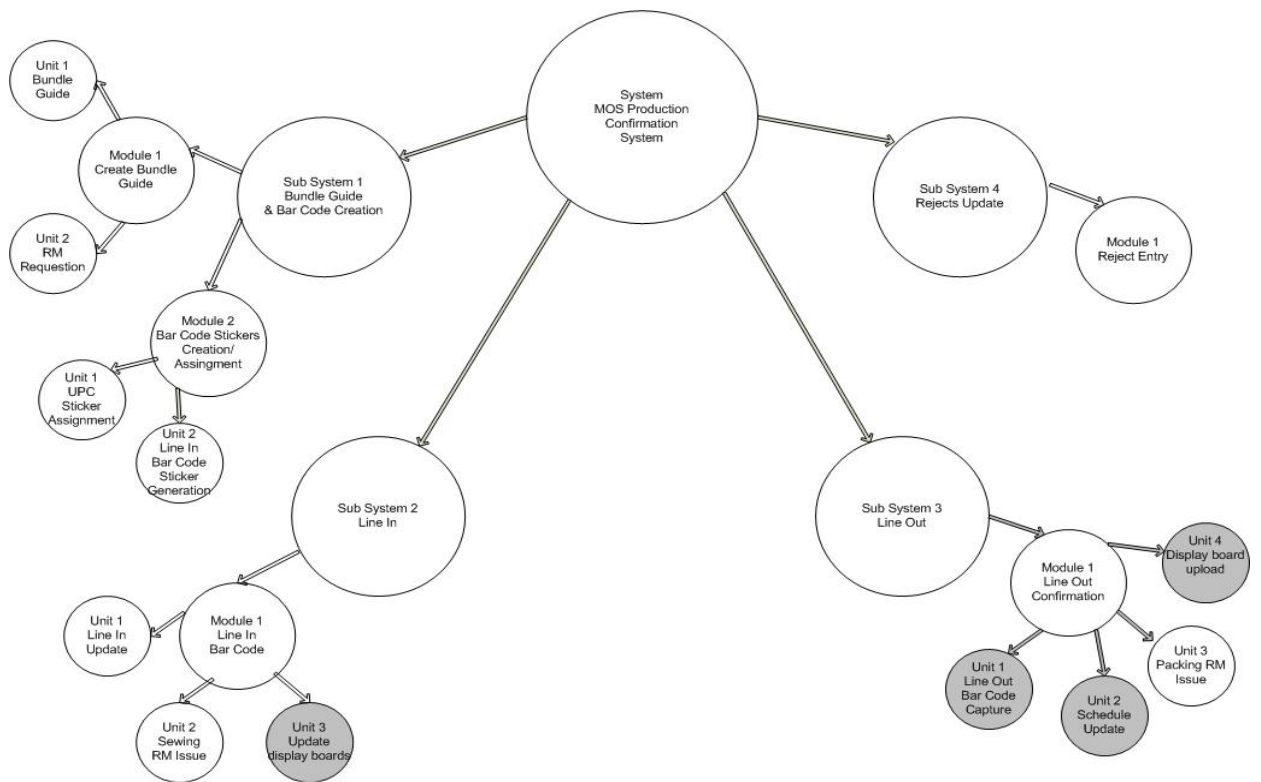 System
MOS Production
Confirmation
System
Sub System 1
Bundle Guide
& Bar Code Creation
Module 1
Create Bundle
Guide
Unit 1
Bundle
Guide
Unit 2
RM
Requestion
Module 2
Bar Code Stickers
Creation/
Assingment
Unit 1
UPC
Sticker
Assignment
Unit 2
Line In
Bar Code
Sticker
Generation
Sub System 2
Line In
Module 1
Line In
Bar Code
Unit 1
Line In
Update
Unit 2
Sewing
RM Issue
Unit 3
Update
display boards
Sub System 3
Line Out
Module 1
Line Out
Confirmation
Unit 1
Line Out
Bar Code
Capture
Unit 2
Schedule
Update
Unit 3
Packing RM
Issue
Unit 4
Display board
upload
Sub System 4
Rejects Update
Module 1
Reject Entry